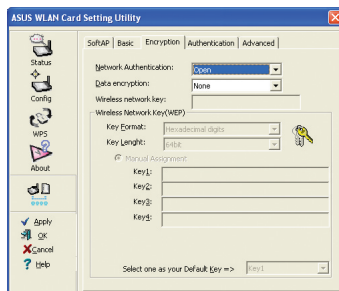 ASUS WLAN Card Setting Utility
Status
Config
WPS
About
Apply
OK
Cancel
Help
SoftAP Basic Encryption Authentication Advanced
Network Authentication: Open
Data encryption: None
Wireless network key:
Wireless Network Key(WEP)
Key Format: Hexadecimal digits
Key Lenght: 64bit
Manual Assignment
Key1:
Key2:
Key3:
Key4:
Select one as your Default Key => Key1